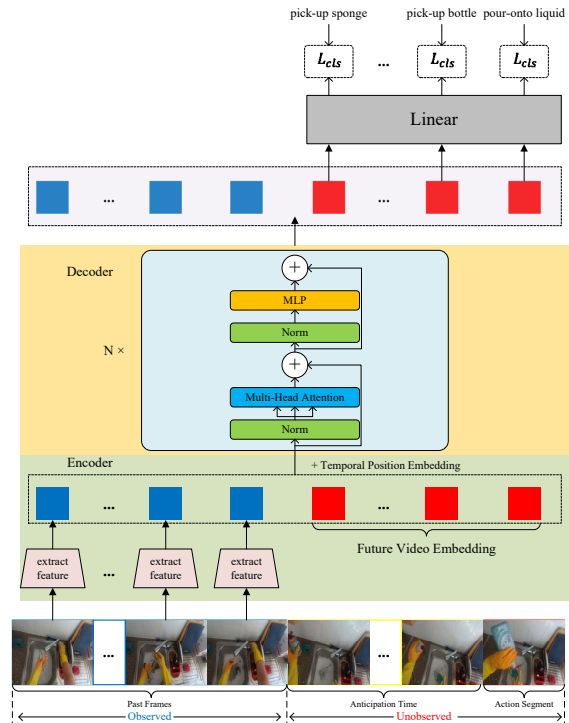 pick-up sponge
pick-up bottle
pour-onto liquid
L_cls
...
L_cls
L_cls
Linear
...
...
Decoder
MLP
Norm
N ×
Multi-Head Attention
Norm
Encoder
+ Temporal Position Embedding
...
...
Future Video Embedding
extract feature
...
extract feature
extract feature
...
...
Past Frames
Anticipation Time
Action Segment
Observed
Unobserved